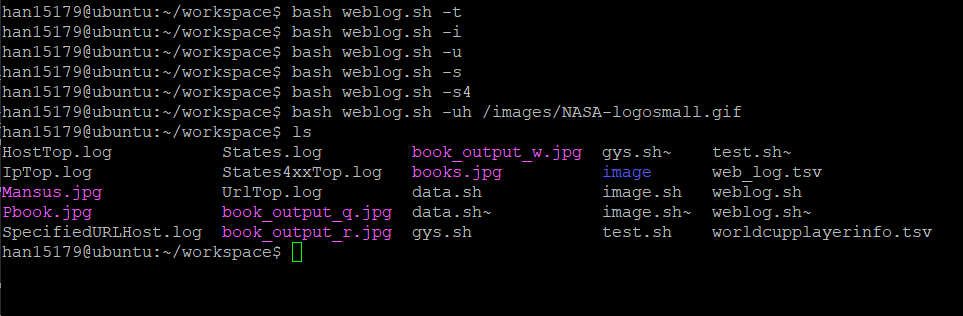 han15179@ubuntu:~/workspace$ bash weblog.sh -t
han15179@ubuntu:~/workspace$ bash weblog.sh -i
han15179@ubuntu:~/workspace$ bash weblog.sh -u
han15179@ubuntu:~/workspace$ bash weblog.sh -s
han15179@ubuntu:~/workspace$ bash weblog.sh -s4
han15179@ubuntu:~/workspace$ bash weblog.sh -uh /images/NASA-logosmall.gif
han15179@ubuntu:~/workspace$ ls
HostTop.log States.log book_output_w.jpg gys.sh~ test.sh~
IpTop.log States4xxTop.log books.jpg image web_log.tsv
Mansus.jpg UrlTop.log data.sh image.sh weblog.sh
Pbook.jpg book_output_q.jpg data.sh~ image.sh~ weblog.sh~
SpecifiedURLHost.log book_output_r.jpg gys.sh test.sh worldcupplayerinfo.tsv
han15179@ubuntu:~/workspace$